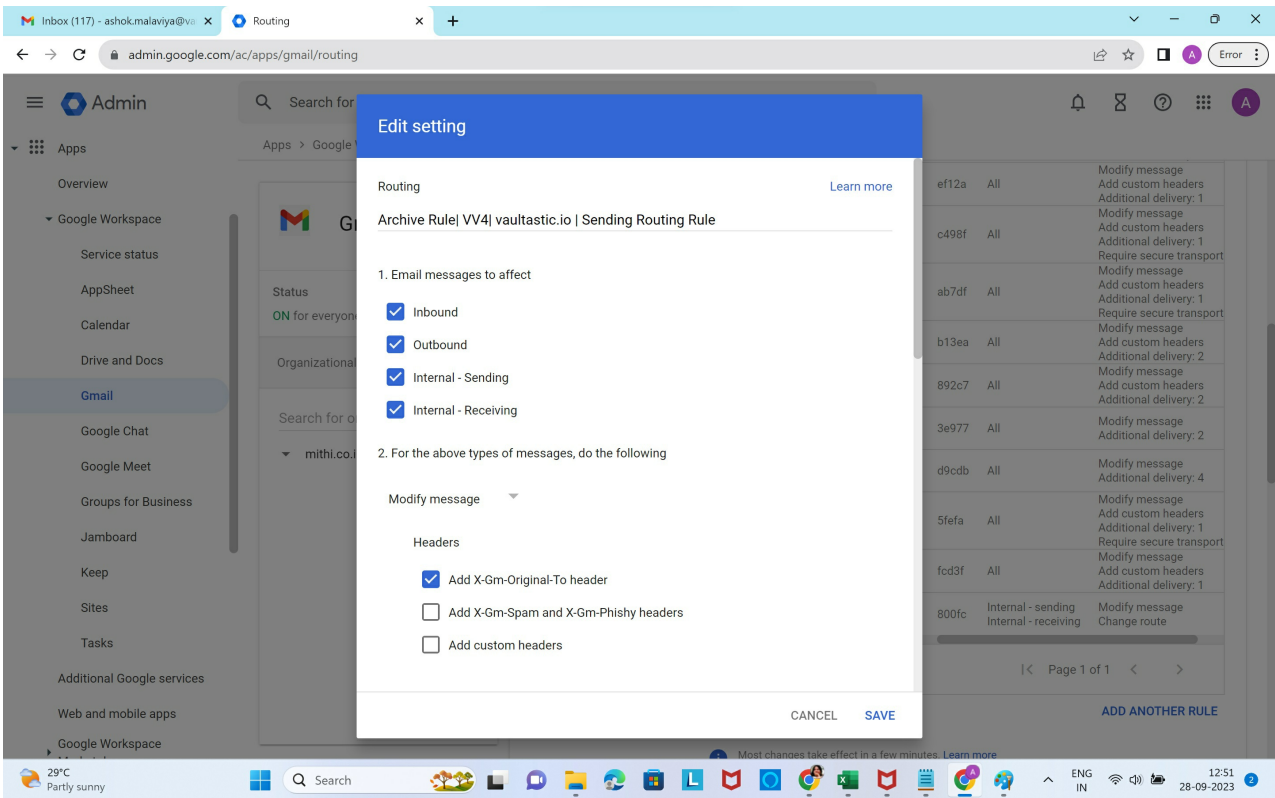 Inbox (117) - ashok.malaviya@va
Routing
admin.google.com/ac/apps/gmail/routing
A
Error
Admin
Search for
A
Apps
Overview
Google Workspace
Service status
AppSheet
Calendar
Drive and Docs
Gmail
Google Chat
Google Meet
Groups for Business
Jamboard
Keep
Sites
Tasks
Additional Google services
Web and mobile apps
Google Workspace
Apps > Google
G
Status
ON for everyone
Organizational
Search for o
mithi.co.i
Edit setting
Routing Learn more
Archive Rule| VV4| vaultastic.io | Sending Routing Rule
1. Email messages to affect
Inbound
Outbound
Internal - Sending
Internal - Receiving
2. For the above types of messages, do the following
Modify message
Headers
Add X-Gm-Original-To header
Add X-Gm-Spam and X-Gm-Phishy headers
Add custom headers
CANCEL SAVE
ef12a All Modify message
Add custom headers
Additional delivery: 1
c498f All Modify message
Add custom headers
Additional delivery: 1
Require secure transport
ab7df All Modify message
Add custom headers
Additional delivery: 1
Require secure transport
b13ea All Modify message
Add custom headers
Additional delivery: 2
892c7 All Modify message
Add custom headers
Additional delivery: 2
3e977 All Modify message
Additional delivery: 2
d9cdb All Modify message
Additional delivery: 4
5fefa All Modify message
Add custom headers
Additional delivery: 1
Require secure transport
fcd3f All Modify message
Add custom headers
Additional delivery: 1
800fc Internal - sending Modify message
Internal - receiving Change route
Page 1 of 1
ADD ANOTHER RULE
Most changes take effect in a few minutes. Learn more
29°C
Partly sunny
Search
L
A
ENG
IN
12:51
28-09-2023
2